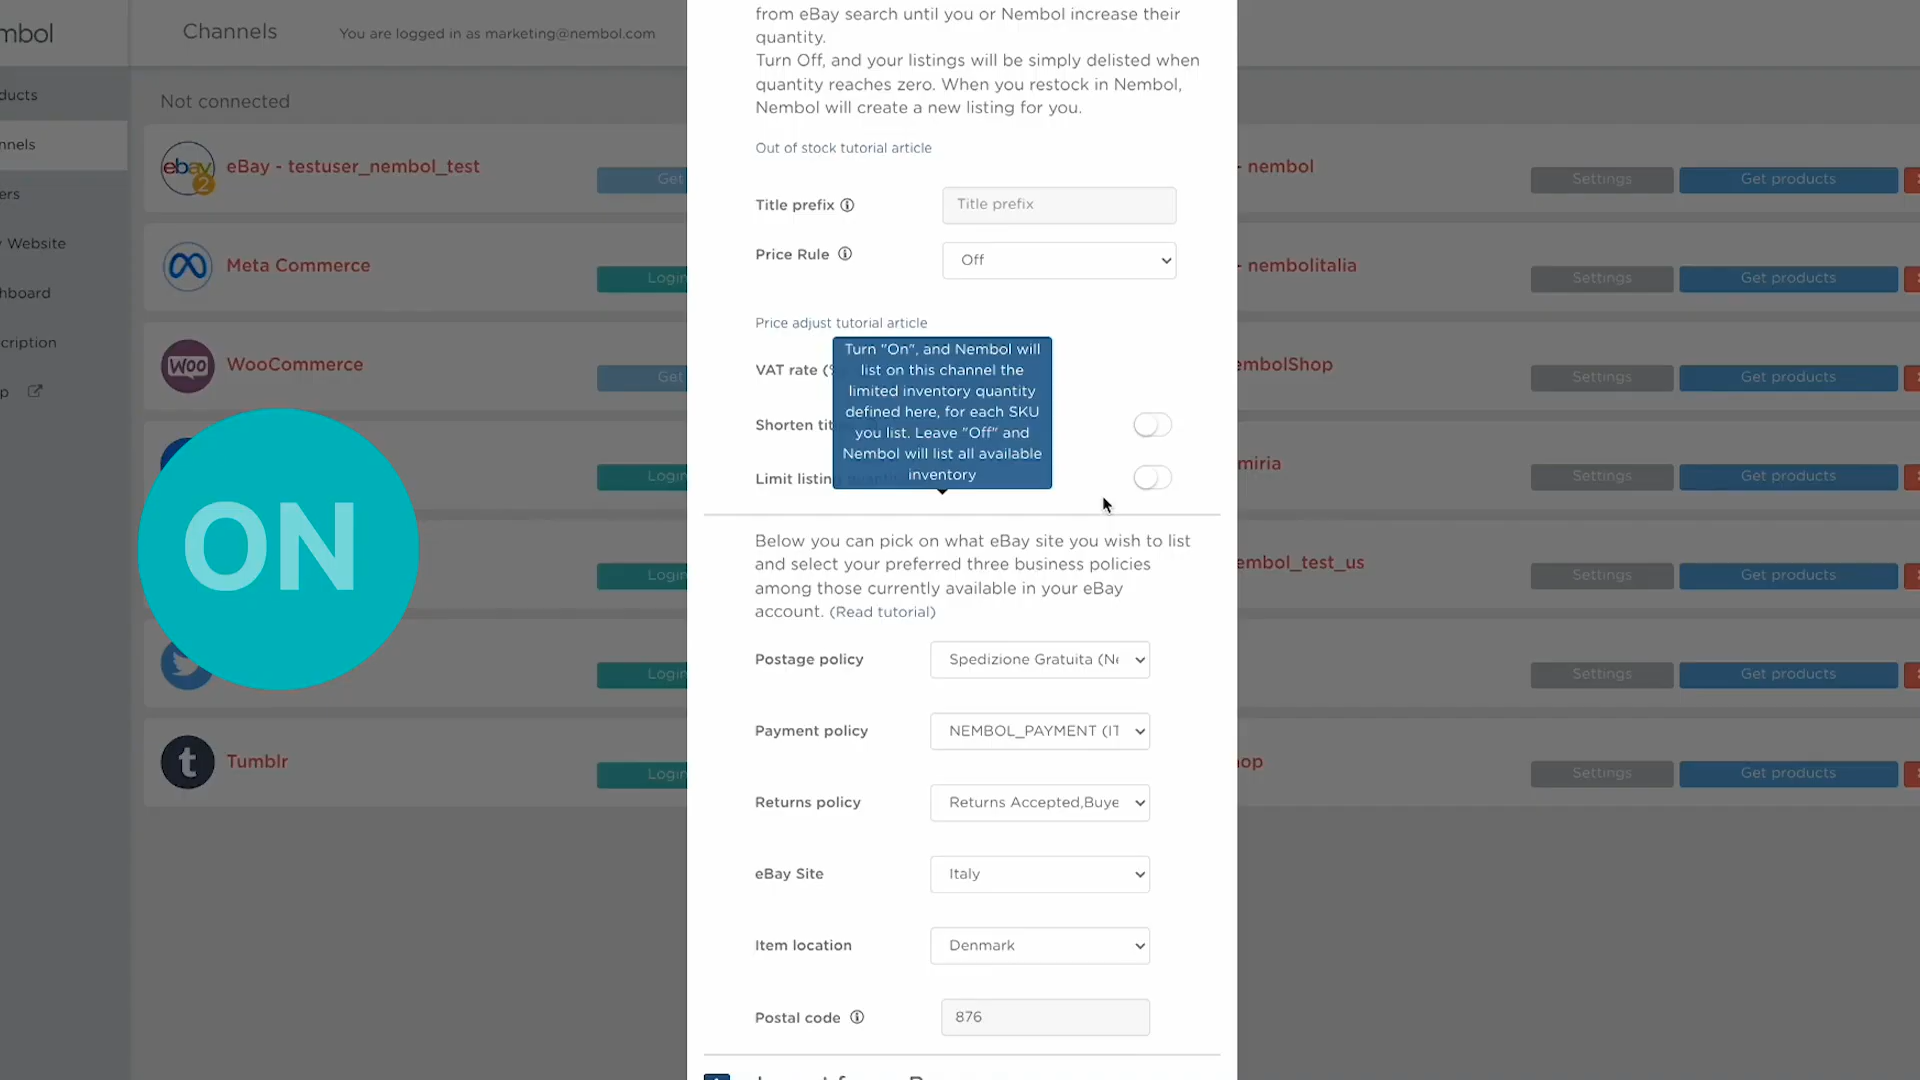 mbol
Channels
You are logged in as marketing@nembol.com
ducts
nnels
ers
Website
hboard
cription
p
Not connected
ebay
2
eBay - testuser_nembol_test
Get
Meta Commerce
Login
Woo
WooCommerce
Get
Login
ON
Login
Login
t
Tumblr
Login
from eBay search until you or Nembol increase their
quantity.
Turn Off, and your listings will be simply delisted when
quantity reaches zero. When you restock in Nembol,
Nembol will create a new listing for you.
Out of stock tutorial article
Title prefix
Title prefix
Price Rule
Off
Price adjust tutorial article
VAT rate (%
Turn "On", and Nembol will
list on this channel the
limited inventory quantity
defined here, for each SKU
you list. Leave "Off" and
Nembol will list all available
inventory
Shorten tit
Limit listing
Below you can pick on what eBay site you wish to list
and select your preferred three business policies
among those currently available in your eBay
account. (Read tutorial)
Postage policy
Spedizione Gratuita (Ne
Payment policy
NEMBOL_PAYMENT (IT
Returns policy
Returns Accepted,Buye
eBay Site
Italy
Item location
Denmark
Postal code
876
- nembol
Settings
Get products
- nembolitalia
Settings
Get products
embolShop
Settings
Get products
miria
Settings
Get products
embol_test_us
Settings
Get products
Settings
Get products
hop
Settings
Get products